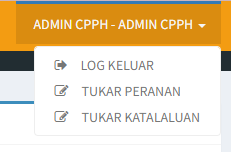 ADMIN CPPH - ADMIN CPPH
LOG KELUAR
TUKAR PERANAN
TUKAR KATALALUAN